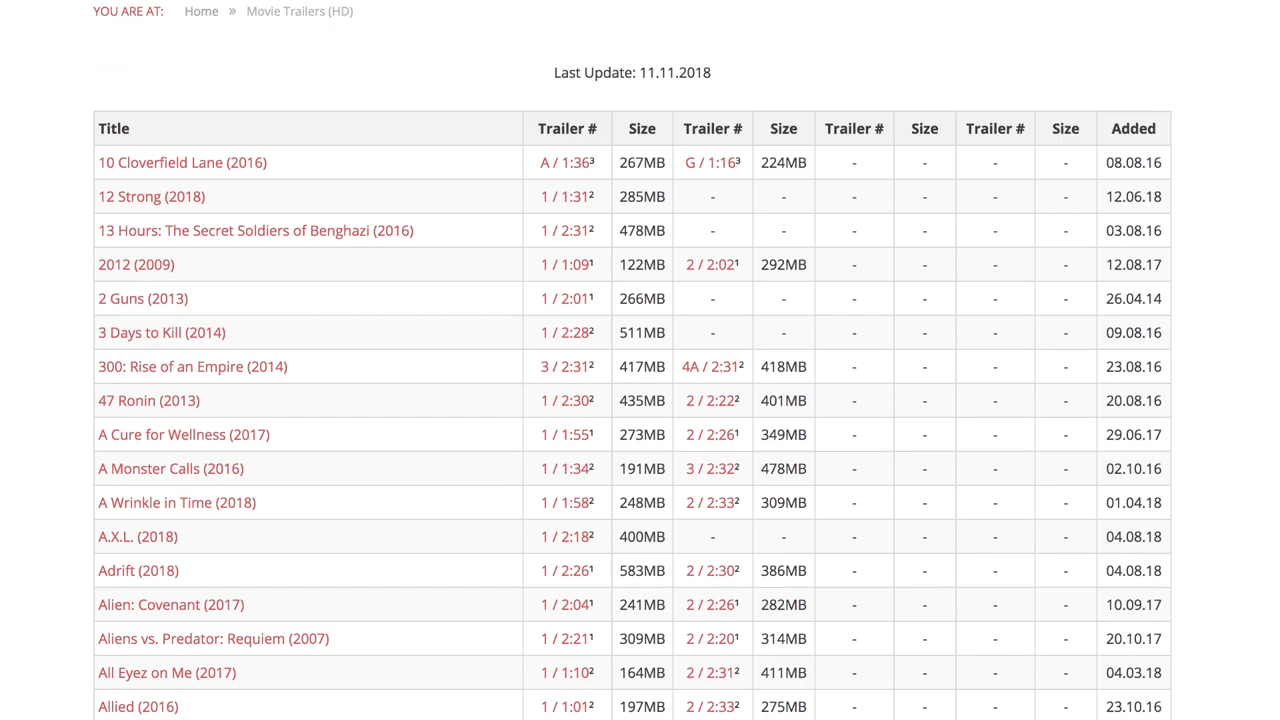 YOU ARE AT: Home » Movie Trailers (HD)
Last Update: 11.11.2018
Title Trailer # Size Trailer # Size Trailer # Size Trailer # Size Added
10 Cloverfield Lane (2016) A / 1:36³ 267MB G / 1:16³ 224MB - - - - 08.08.16
12 Strong (2018) 1 / 1:31² 285MB - - - - - - 12.06.18
13 Hours: The Secret Soldiers of Benghazi (2016) 1 / 2:31² 478MB - - - - - - 03.08.16
2012 (2009) 1 / 1:09¹ 122MB 2 / 2:02¹ 292MB - - - - 12.08.17
2 Guns (2013) 1 / 2:01¹ 266MB - - - - - - 26.04.14
3 Days to Kill (2014) 1 / 2:28² 511MB - - - - - - 09.08.16
300: Rise of an Empire (2014) 3 / 2:31² 417MB 4A / 2:31² 418MB - - - - 23.08.16
47 Ronin (2013) 1 / 2:30² 435MB 2 / 2:22² 401MB - - - - 20.08.16
A Cure for Wellness (2017) 1 / 1:55¹ 273MB 2 / 2:26¹ 349MB - - - - 29.06.17
A Monster Calls (2016) 1 / 1:34² 191MB 3 / 2:32² 478MB - - - - 02.10.16
A Wrinkle in Time (2018) 1 / 1:58² 248MB 2 / 2:33² 309MB - - - - 01.04.18
A.X.L. (2018) 1 / 2:18² 400MB - - - - - - 04.08.18
Adrift (2018) 1 / 2:26¹ 583MB 2 / 2:30² 386MB - - - - 04.08.18
Alien: Covenant (2017) 1 / 2:04¹ 241MB 2 / 2:26¹ 282MB - - - - 10.09.17
Aliens vs. Predator: Requiem (2007) 1 / 2:21¹ 309MB 2 / 2:20¹ 314MB - - - - 20.10.17
All Eyez on Me (2017) 1 / 1:10² 164MB 2 / 2:31² 411MB - - - - 04.03.18
Allied (2016) 1 / 1:01² 197MB 2 / 2:33² 275MB - - - - 23.10.16